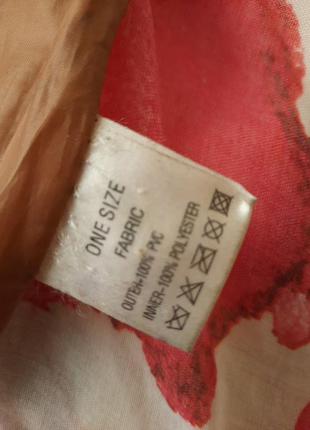 ONE SIZE
FABRIC
OUTER-100% PVC
INNER-100% POLYESTER